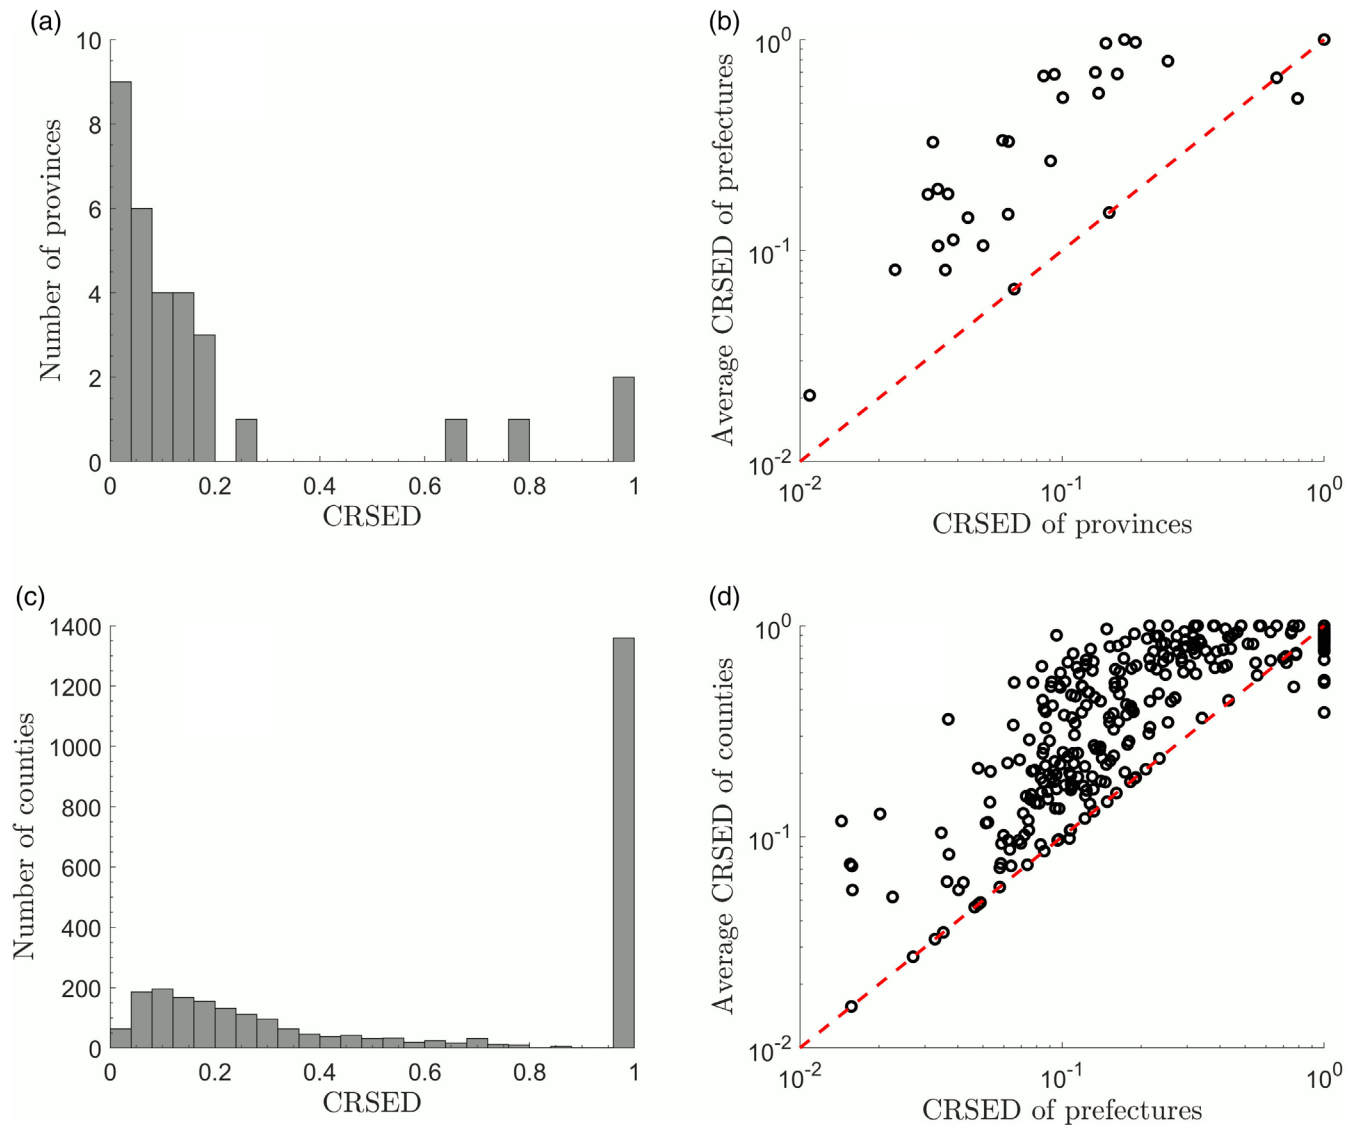 (a)
10
8
6
4
2
0
Number of provinces
0 0.2 0.4 0.6 0.8 1
CRSED
(b)
10^0
10^-1
10^-2
Average CRSED of prefectures
10^-2 10^-1 10^0
CRSED of provinces
(c)
1400
1200
1000
800
600
400
200
0
Number of counties
0 0.2 0.4 0.6 0.8 1
CRSED
(d)
10^0
10^-1
10^-2
Average CRSED of counties
10^-2 10^-1 10^0
CRSED of prefectures